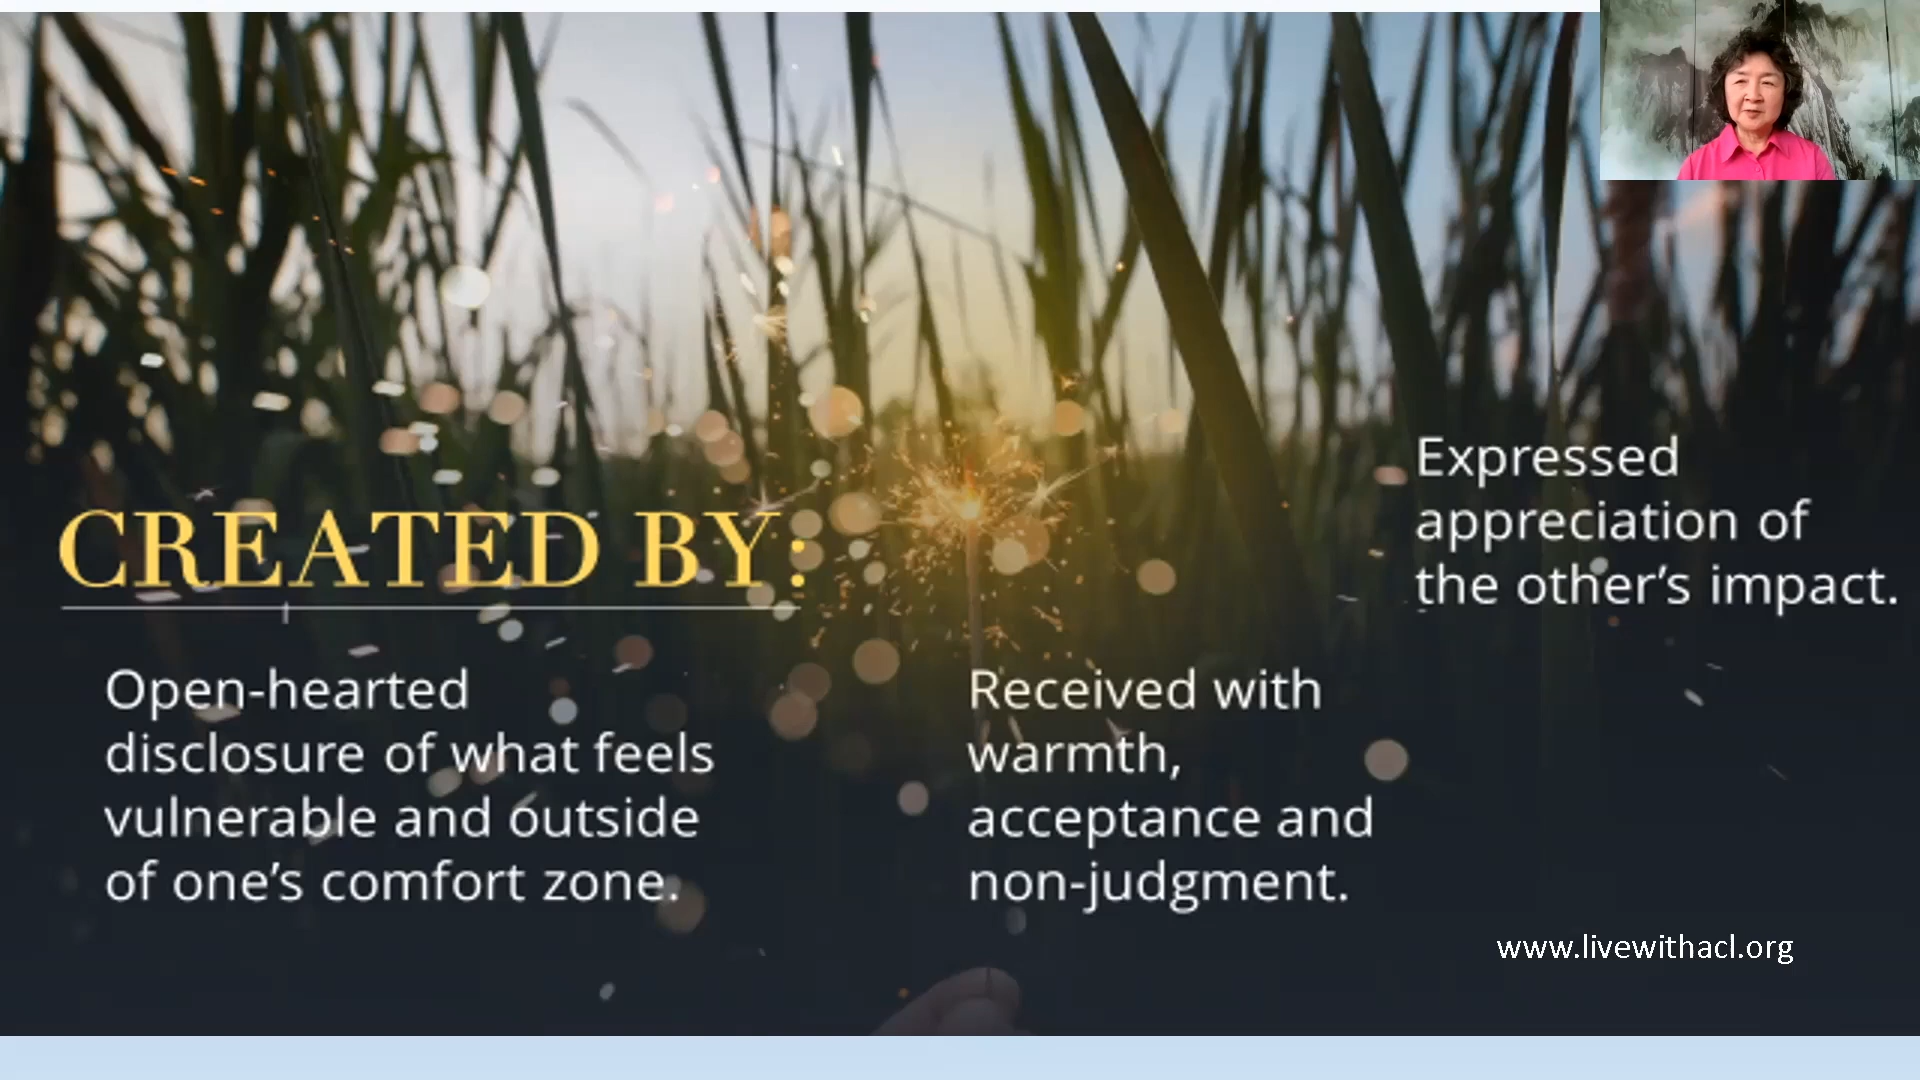 CREATED BY:
Open-hearted
disclosure of what feels
vulnerable and outside
of one's comfort zone.
Received with
warmth,
acceptance and
non-judgment.
Expressed
appreciation of
the other's impact.
www.livewithacl.org